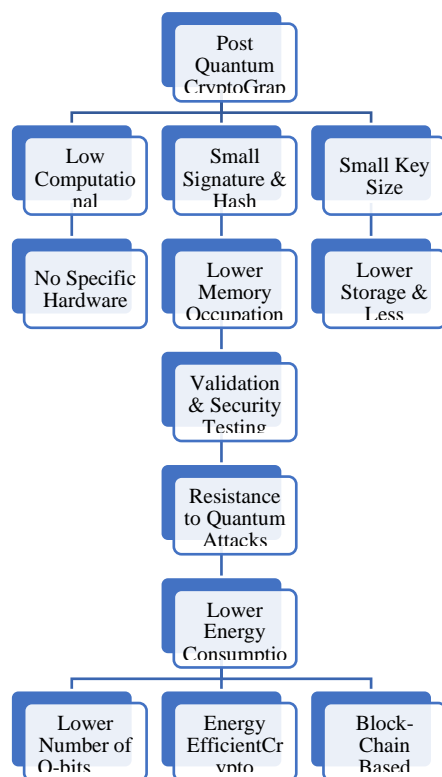 Post
Quantum
CryptoGrap
Low
Computatio
nal
Small
Signature &
Hash
Small Key
Size
No Specific
Hardware
Lower
Memory
Occupation
Lower
Storage &
Less
Validation
& Security
Testing
Resistance
to Quantum
Attacks
Lower
Energy
Consumptio
Lower
Number of
Q-bits
Energy
EfficientCr
ypto
Block-
Chain
Based